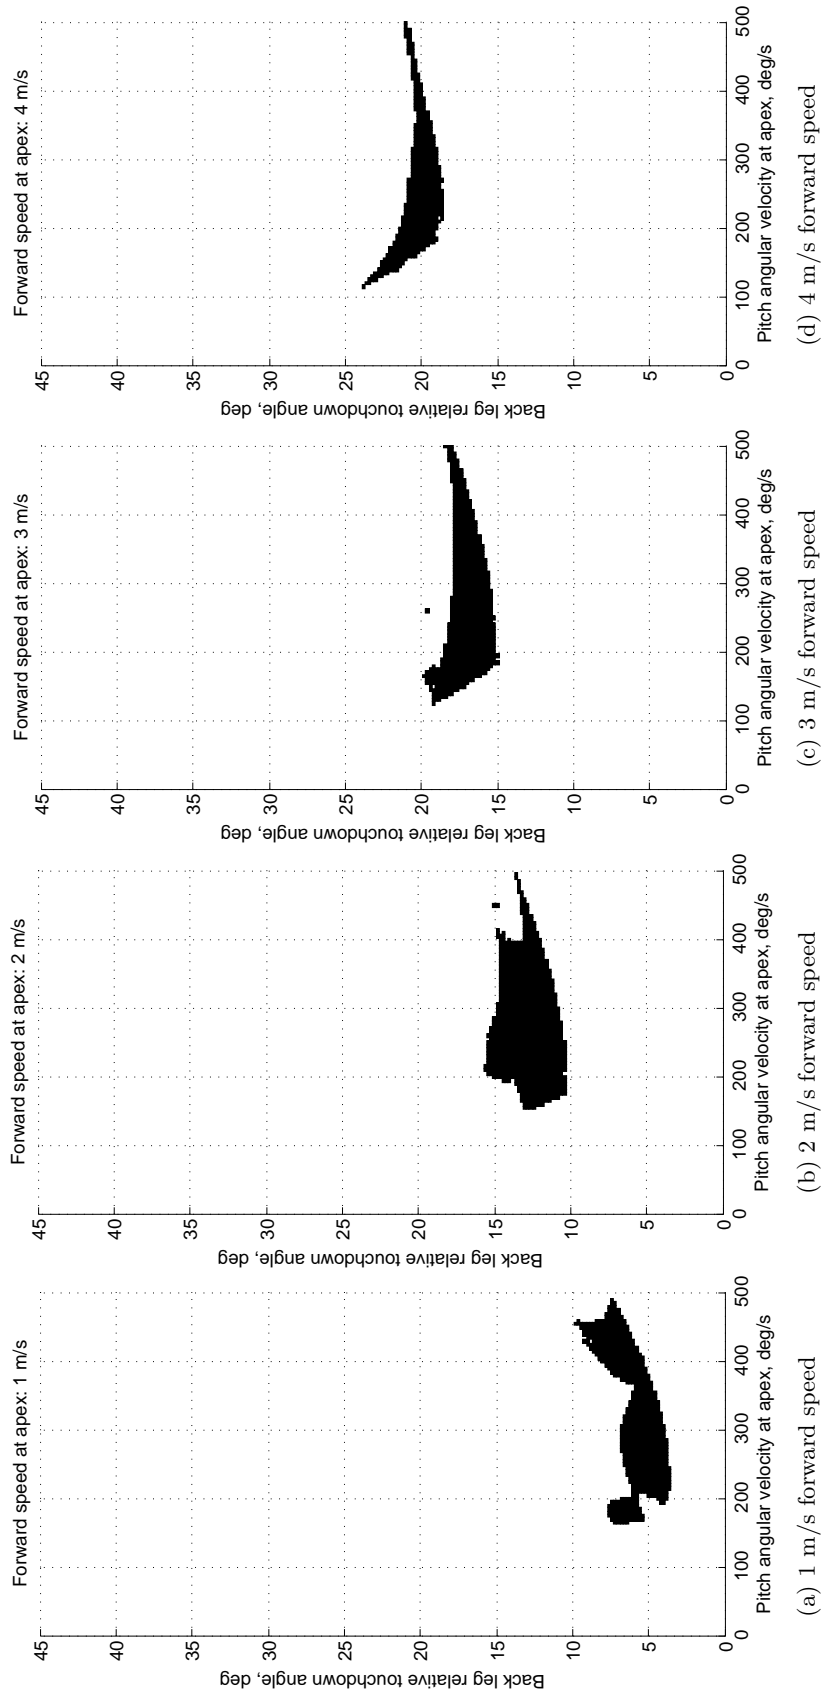 Forward speed at apex: 1 m/s
45
40
35
30
25
20
15
10
5
0
Back leg relative touchdown angle, deg
0 100 200 300 400 500
Pitch angular velocity at apex, deg/s
(a) 1 m/s forward speed
Forward speed at apex: 2 m/s
45
40
35
30
25
20
15
10
5
0
Back leg relative touchdown angle, deg
0 100 200 300 400 500
Pitch angular velocity at apex, deg/s
(b) 2 m/s forward speed
Forward speed at apex: 3 m/s
45
40
35
30
25
20
15
10
5
0
Back leg relative touchdown angle, deg
0 100 200 300 400 500
Pitch angular velocity at apex, deg/s
(c) 3 m/s forward speed
Forward speed at apex: 4 m/s
45
40
35
30
25
20
15
10
5
0
Back leg relative touchdown angle, deg
0 100 200 300 400 500
Pitch angular velocity at apex, deg/s
(d) 4 m/s forward speed